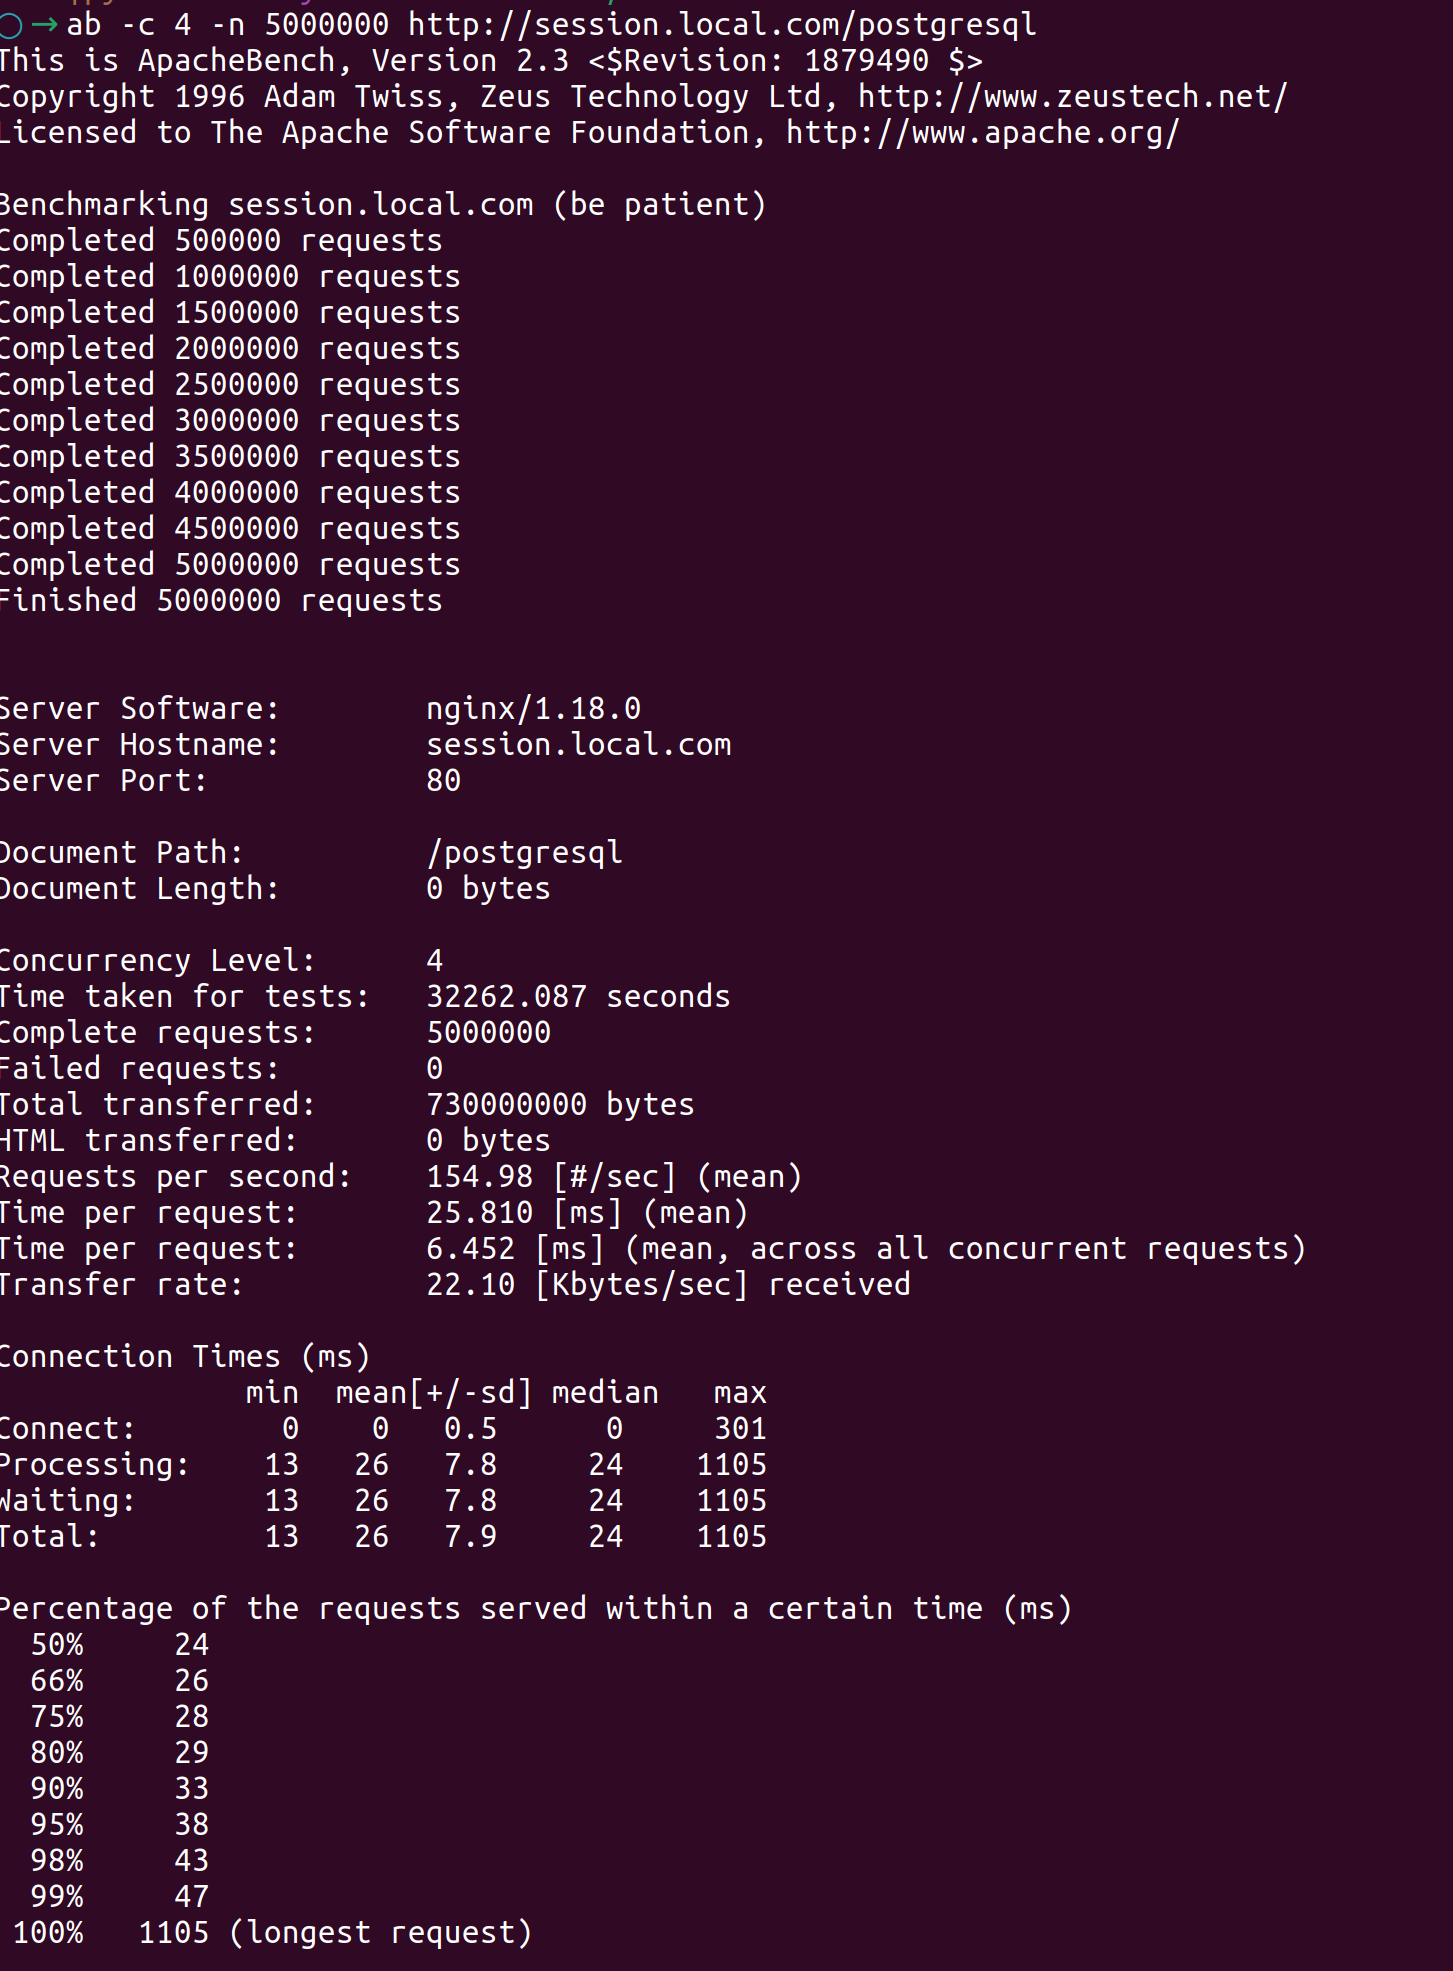 → ab -c 4 -n 5000000 http://session.local.com/postgresql
This is ApacheBench, Version 2.3 <$Revision: 1879490 $>
Copyright 1996 Adam Twiss, Zeus Technology Ltd, http://www.zeustech.net/
Licensed to The Apache Software Foundation, http://www.apache.org/

Benchmarking session.local.com (be patient)
Completed 500000 requests
Completed 1000000 requests
Completed 1500000 requests
Completed 2000000 requests
Completed 2500000 requests
Completed 3000000 requests
Completed 3500000 requests
Completed 4000000 requests
Completed 4500000 requests
Completed 5000000 requests
Finished 5000000 requests


Server Software:        nginx/1.18.0
Server Hostname:        session.local.com
Server Port:            80

Document Path:          /postgresql
Document Length:        0 bytes

Concurrency Level:      4
Time taken for tests:   32262.087 seconds
Complete requests:      5000000
Failed requests:        0
Total transferred:      730000000 bytes
HTML transferred:       0 bytes
Requests per second:    154.98 [#/sec] (mean)
Time per request:       25.810 [ms] (mean)
Time per request:       6.452 [ms] (mean, across all concurrent requests)
Transfer rate:          22.10 [Kbytes/sec] received

Connection Times (ms)
              min  mean[+/-sd] median   max
Connect:        0    0   0.5      0     301
Processing:    13   26   7.8     24    1105
Waiting:       13   26   7.8     24    1105
Total:         13   26   7.9     24    1105

Percentage of the requests served within a certain time (ms)
  50%     24
  66%     26
  75%     28
  80%     29
  90%     33
  95%     38
  98%     43
  99%     47
 100%   1105 (longest request)